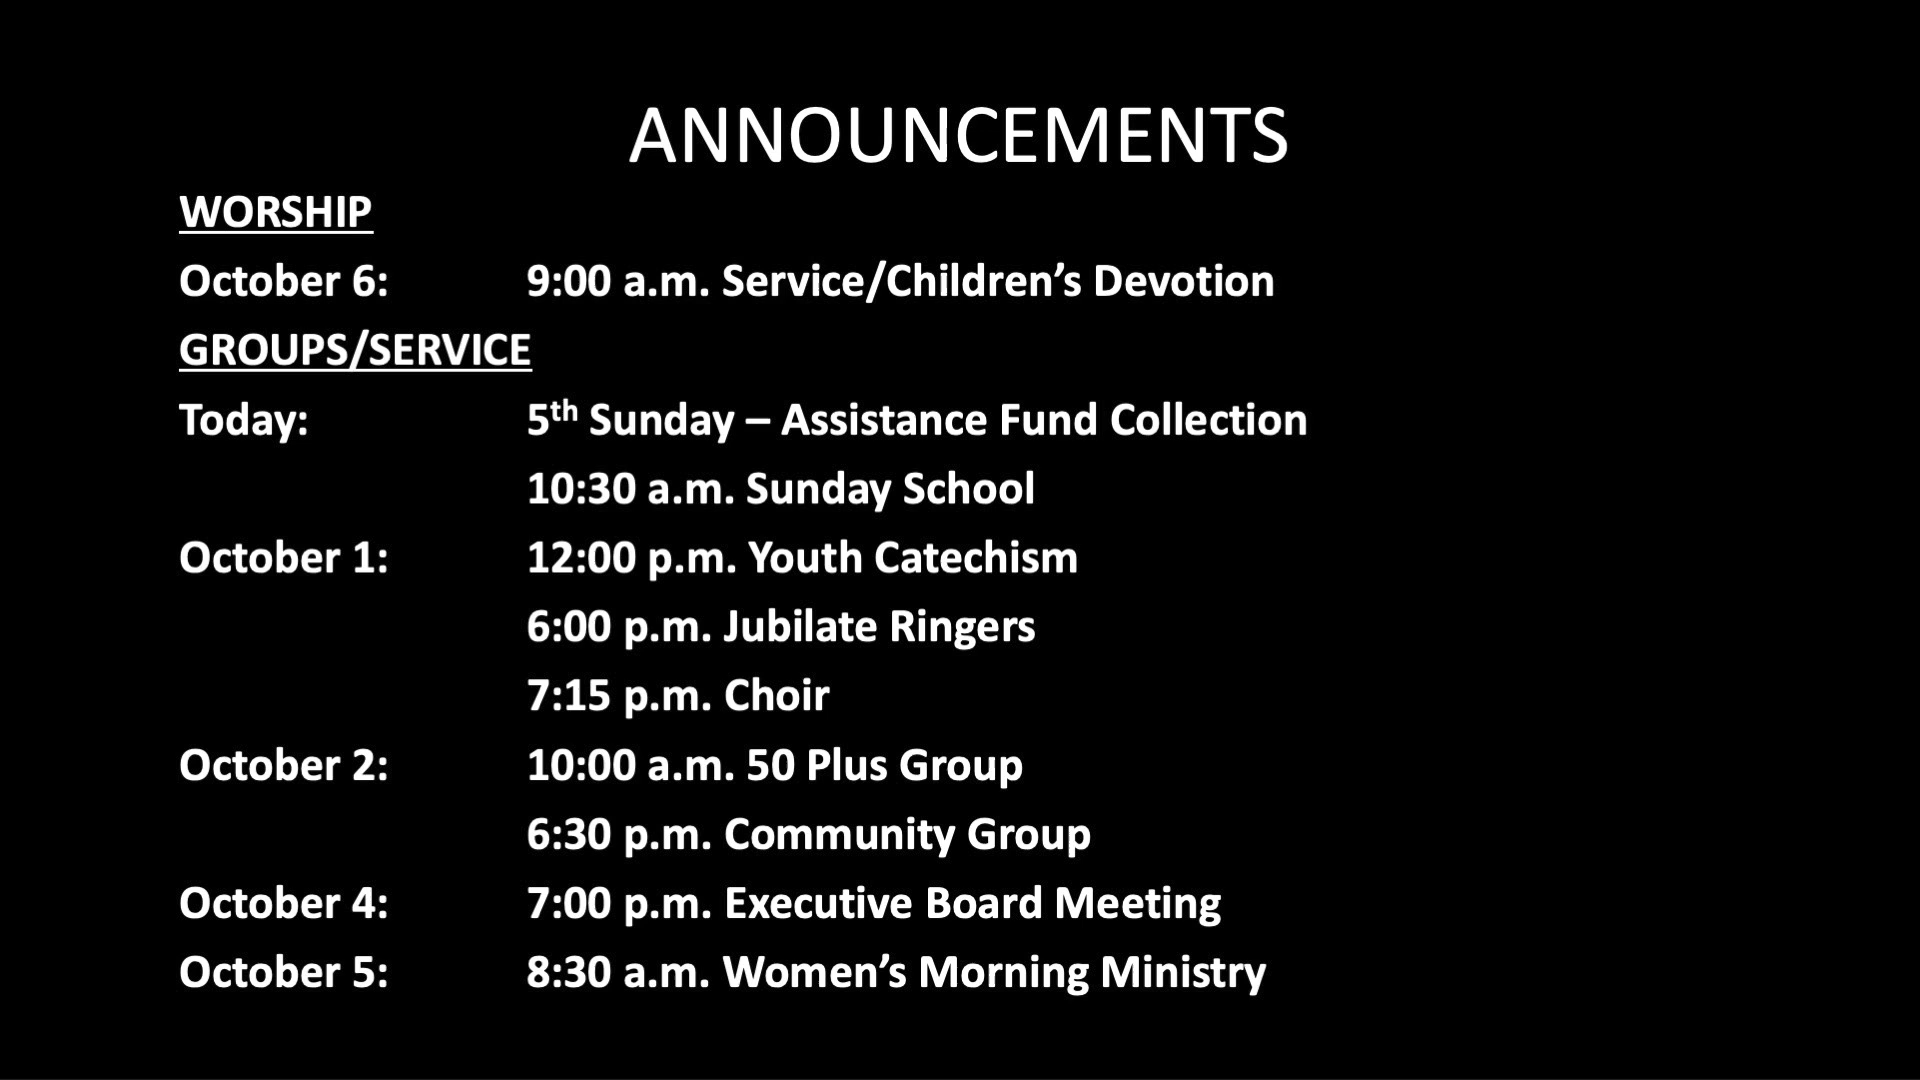 ANNOUNCEMENTS
WORSHIP
October 6: 9:00 a.m. Service/Children’s Devotion
GROUPS/SERVICE
Today: 5th Sunday – Assistance Fund Collection
10:30 a.m. Sunday School
October 1: 12:00 p.m. Youth Catechism
6:00 p.m. Jubilate Ringers
7:15 p.m. Choir
October 2: 10:00 a.m. 50 Plus Group
6:30 p.m. Community Group
October 4: 7:00 p.m. Executive Board Meeting
October 5: 8:30 a.m. Women’s Morning Ministry